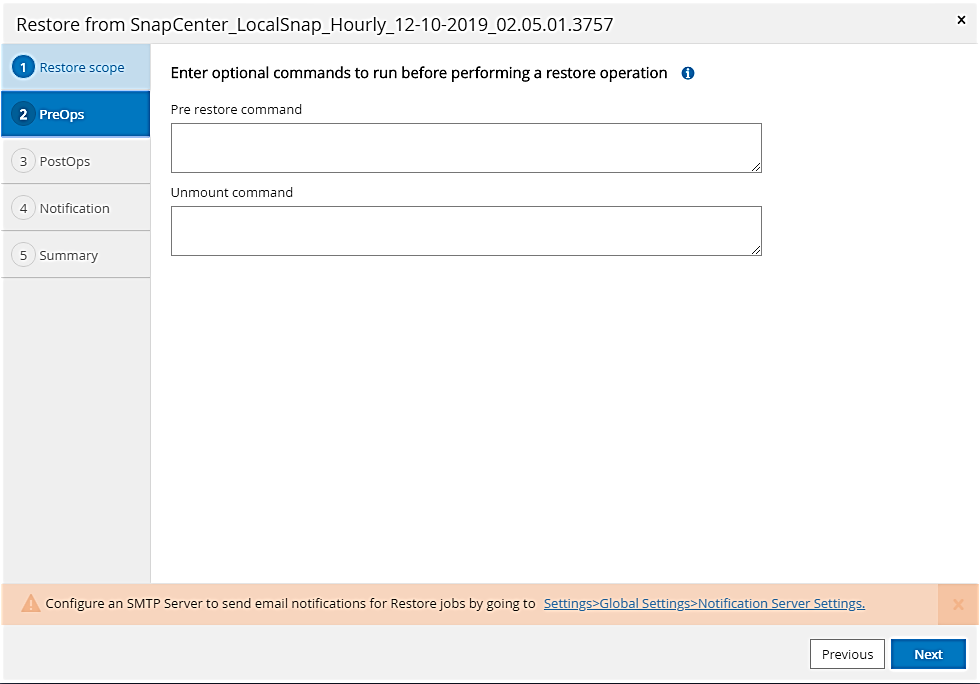 Restore from SnapCenter_LocalSnap_Hourly_12-10-2019_02.05.01.3757
×
1 Restore scope
2 PreOps
3 PostOps
4 Notification
5 Summary
Enter optional commands to run before performing a restore operation i
Pre restore command
Unmount command
Configure an SMTP Server to send email notifications for Restore jobs by going to Settings>Global Settings>Notification Server Settings. ×
Previous Next